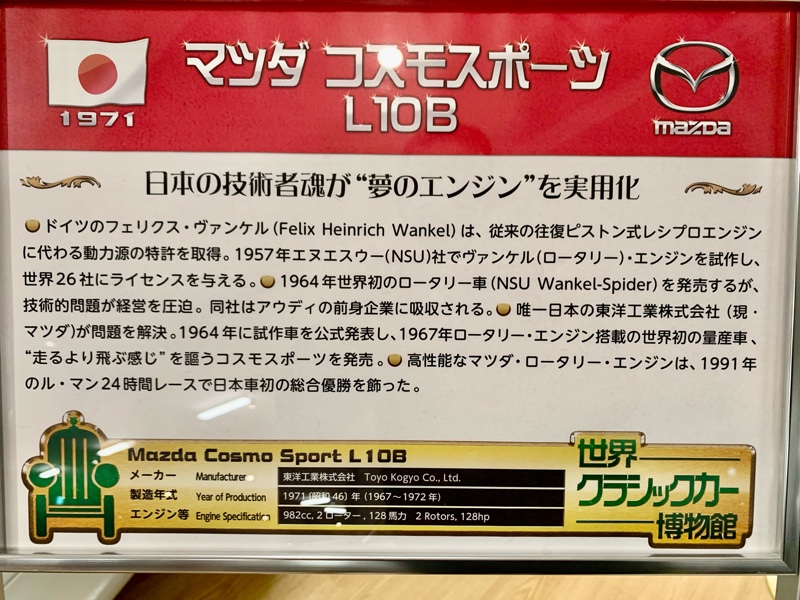 マツダ コスモスポーツ
L10B
1971
mazda
日本の技術者魂が“夢のエンジン”を実用化
●ドイツのフェリクス・ヴァンケル(Felix Heinrich Wankel)は、従来の往復ピストン式レシプロエンジン
に代わる動力源の特許を取得。1957年エヌエスウー(NSU)社でヴァンケル(ロータリー)・エンジンを試作し、
世界26社にライセンスを与える。●1964年世界初のロータリー車(NSU Wankel-Spider)を発売するが、
技術的問題が経営を圧迫。同社はアウディの前身企業に吸収される。●唯一日本の東洋工業株式会社(現・
マツダ)が問題を解決。1964年に試作車を公式発表し、1967年ロータリー・エンジン搭載の世界初の量産車、
“走るより飛ぶ感じ”を謳うコスモスポーツを発売。●高性能なマツダ・ロータリー・エンジンは、1991年
のル・マン24時間レースで日本車初の総合優勝を飾った。
Mazda Cosmo Sport L10B
メーカー Manufacturer 東洋工業株式会社 Toyo Kogyo Co., Ltd.
製造年式 Year of Production 1971(昭和46)年(1967〜1972年)
エンジン等 Engine Specification 982cc, 2ローター, 128馬力 2 Rotors, 128hp
世界
クラシックカー
博物館